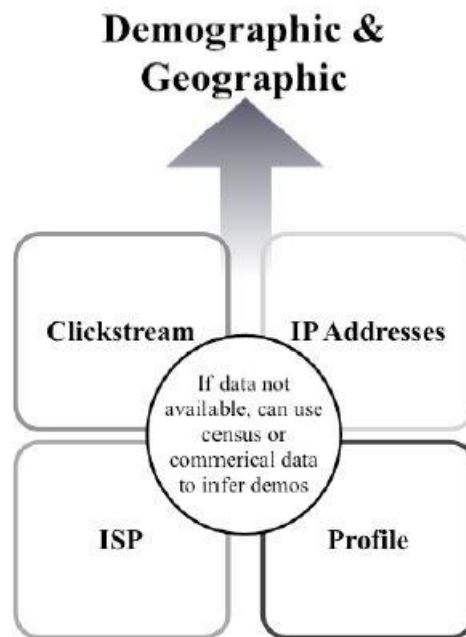 Demographic &
Geographic
Clickstream
IP Addresses
If data not
available, can use
census or
commerical data
to infer demos
ISP
Profile